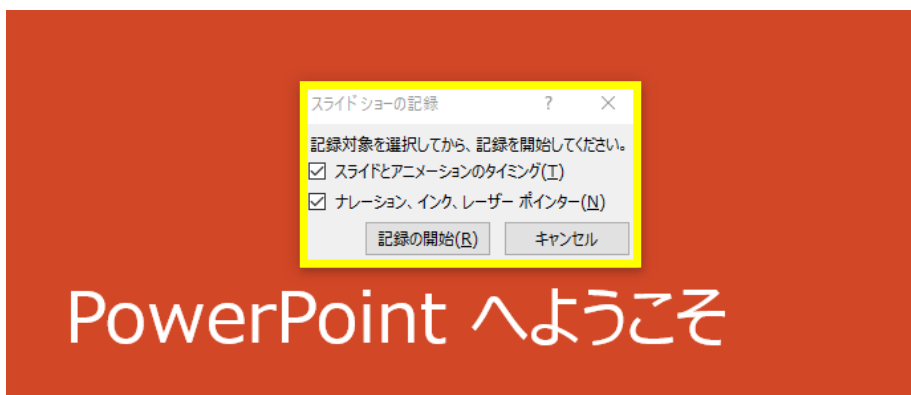 スライド ショーの記録 ? ×
記録対象を選択してから、記録を開始してください。
スライドとアニメーションのタイミング(T)
ナレーション、インク、レーザー ポインター(N)
記録の開始(R) キャンセル
PowerPoint へようこそ